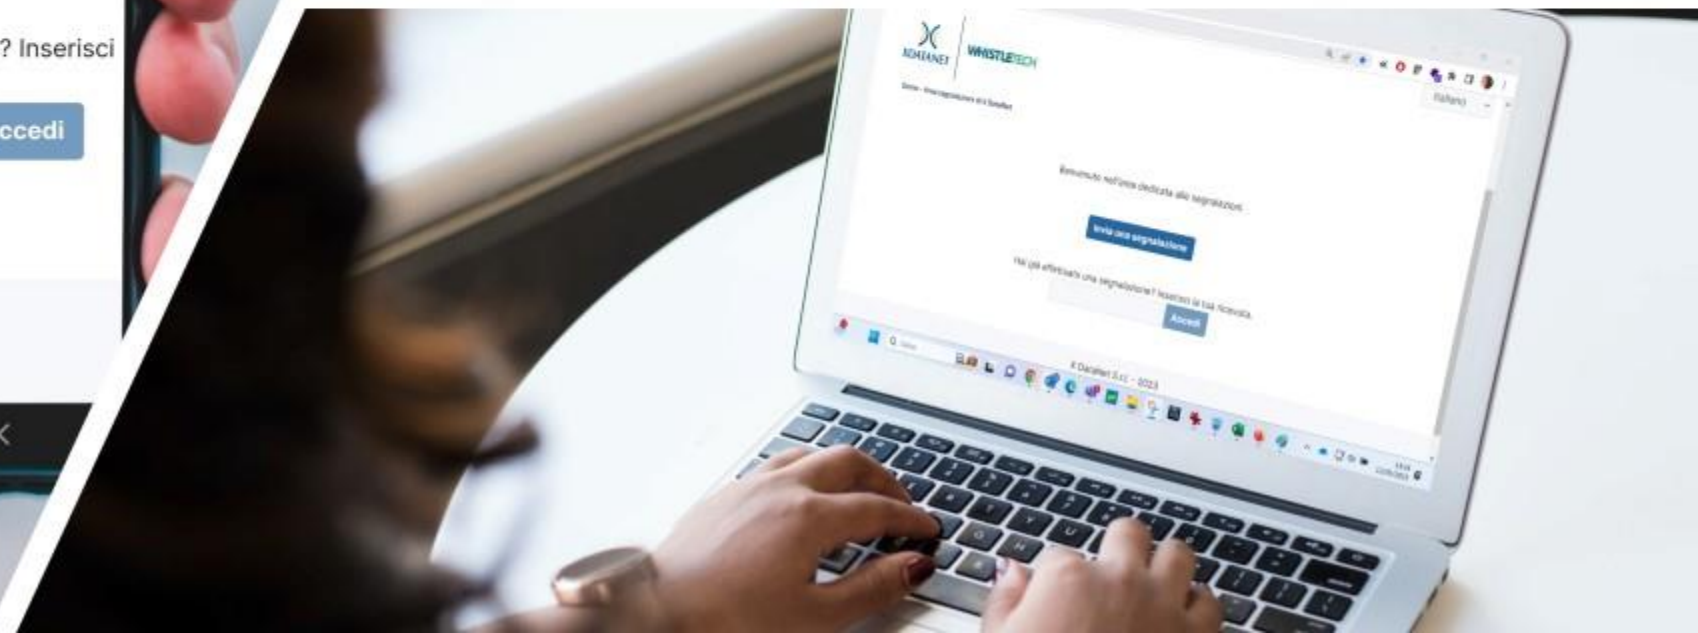 ? Inserisci
ccedi
WHISTLETECH
Italiano
Benvenuto nell'area dedicata alle segnalazioni
Invia una segnalazione
Hai già effettuato una segnalazione? Inserisci la tua ricevuta.
Accedi